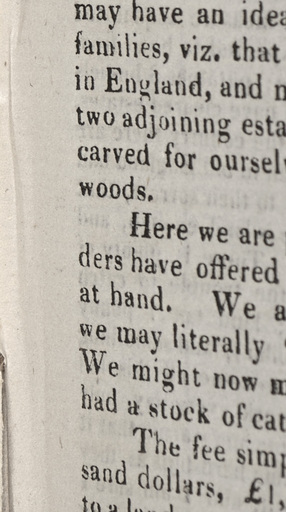 may have an idea
families, viz. that
in England, and
two adjoining esta
carved for oursel
woods.
Here we are
ders have offered
at hand. We a
we may literally
We might now
had a stock of cat
The fee simp
sand dollars, £1,
to a